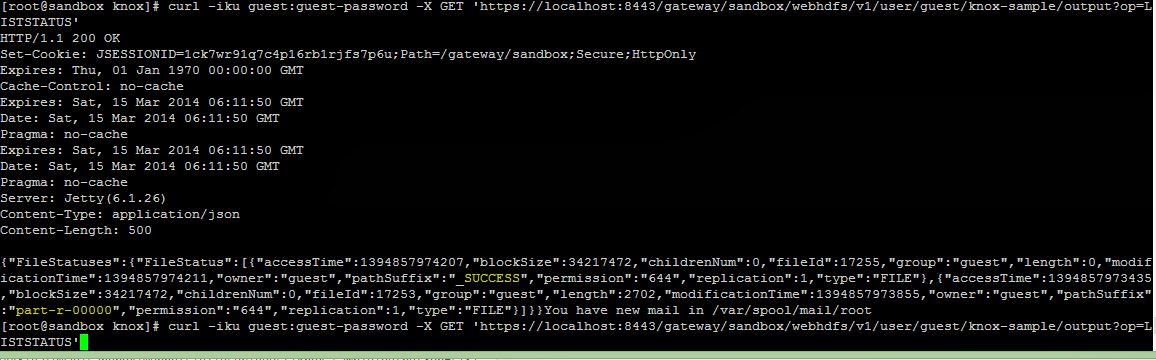 [root@sandbox knox]# curl -iku guest:guest-password -X GET 'https://localhost:8443/gateway/sandbox/webhdfs/v1/user/guest/knox-sample/output?op=L
ISTSTATUS'
HTTP/1.1 200 OK
Set-Cookie: JSESSIONID=1ck7wr91q7c4p16rb1rjfs7p6u;Path=/gateway/sandbox;Secure;HttpOnly
Expires: Thu, 01 Jan 1970 00:00:00 GMT
Cache-Control: no-cache
Expires: Sat, 15 Mar 2014 06:11:50 GMT
Date: Sat, 15 Mar 2014 06:11:50 GMT
Pragma: no-cache
Expires: Sat, 15 Mar 2014 06:11:50 GMT
Date: Sat, 15 Mar 2014 06:11:50 GMT
Pragma: no-cache
Server: Jetty(6.1.26)
Content-Type: application/json
Content-Length: 500
{"FileStatuses":{"FileStatus":[{"accessTime":1394857974207,"blockSize":34217472,"childrenNum":0,"fileId":17255,"group":"guest","length":0,"modif
icationTime":1394857974211,"owner":"guest","pathSuffix":"_SUCCESS","permission":"644","replication":1,"type":"FILE"},{"accessTime":1394857973435
,"blockSize":34217472,"childrenNum":0,"fileId":17253,"group":"guest","length":2702,"modificationTime":1394857973855,"owner":"guest","pathSuffix"
:"part-r-00000","permission":"644","replication":1,"type":"FILE"}]}}You have new mail in /var/spool/mail/root
[root@sandbox knox]# curl -iku guest:guest-password -X GET 'https://localhost:8443/gateway/sandbox/webhdfs/v1/user/guest/knox-sample/output?op=L
ISTSTATUS'